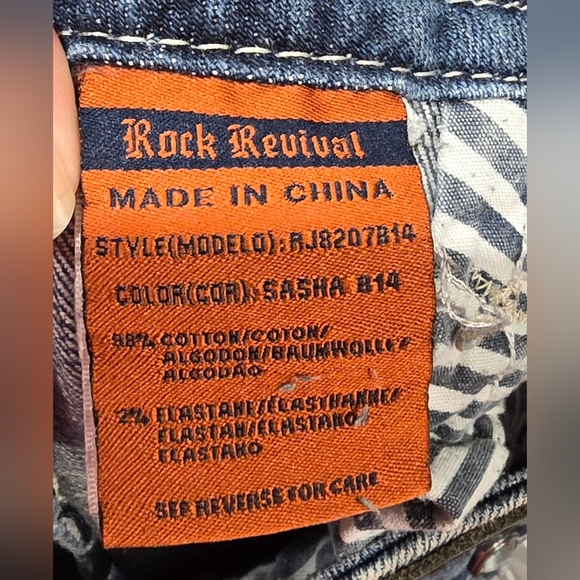 Rock Revival
MADE IN CHINA
STYLE(MODELO):RJ8207B14
COLOR(COR):SASHA B14
98% COTTON/COTON/
ALGODON/BAUMWOLLE/
ALGODAO
2% ELASTANE/ELASTHANNE/
ELASTAN/ELASTANO
ELASTANO
SEE REVERSE FOR CARE